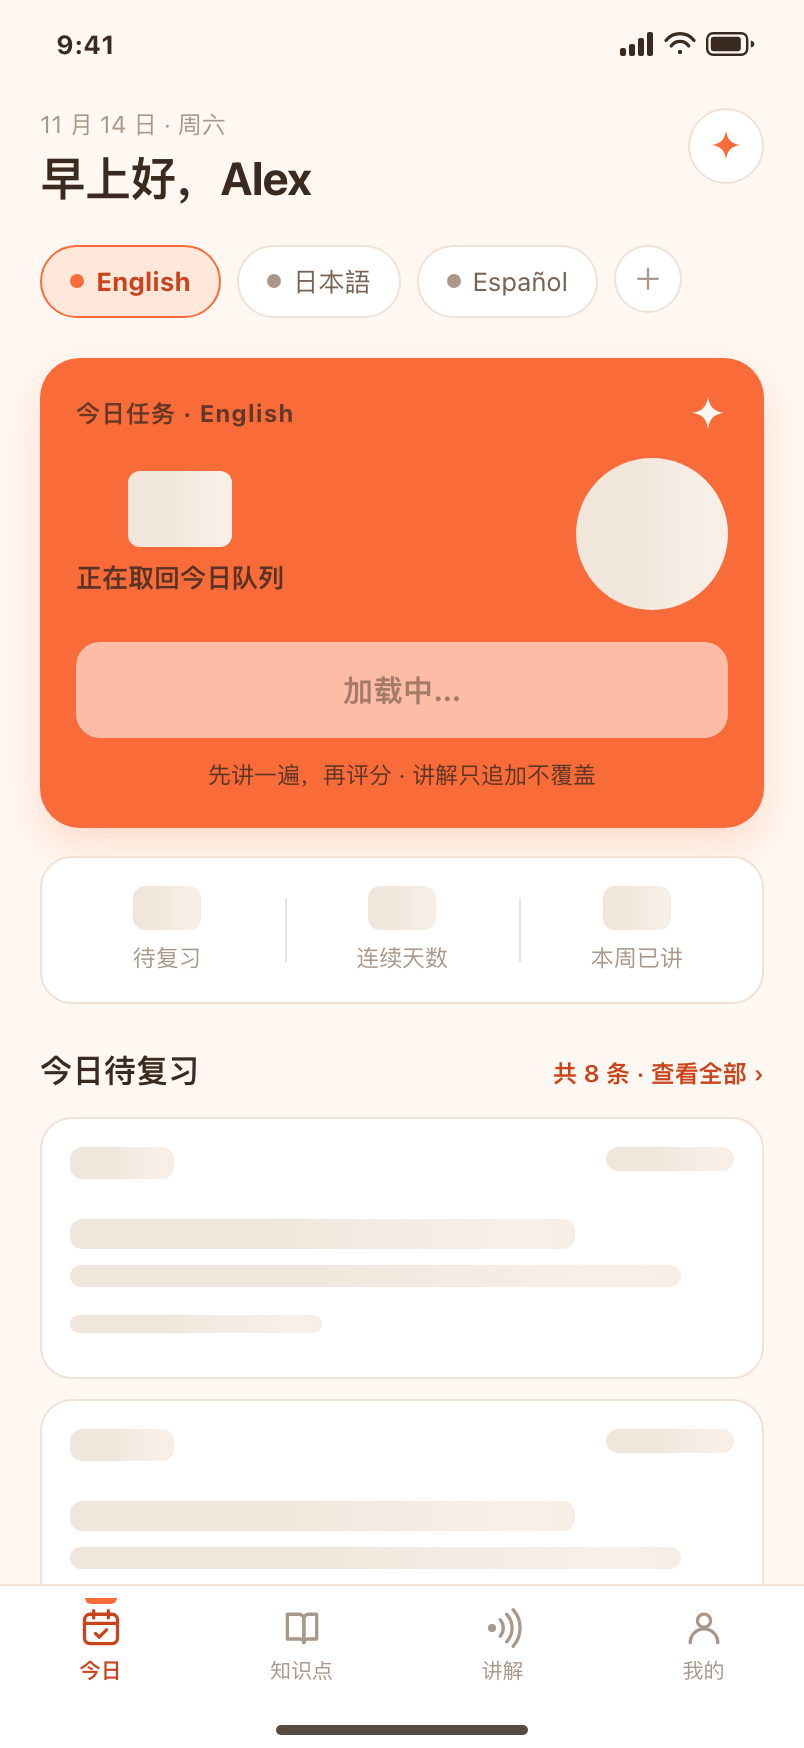 9:41
11 月 14 日 · 周六
早上好，Alex
English
日本語
Español
今日任务 · English
正在取回今日队列
加载中...
先讲一遍，再评分 · 讲解只追加不覆盖
待复习
连续天数
本周已讲
今日待复习
共 8 条 · 查看全部 ›
今日
知识点
讲解
我的